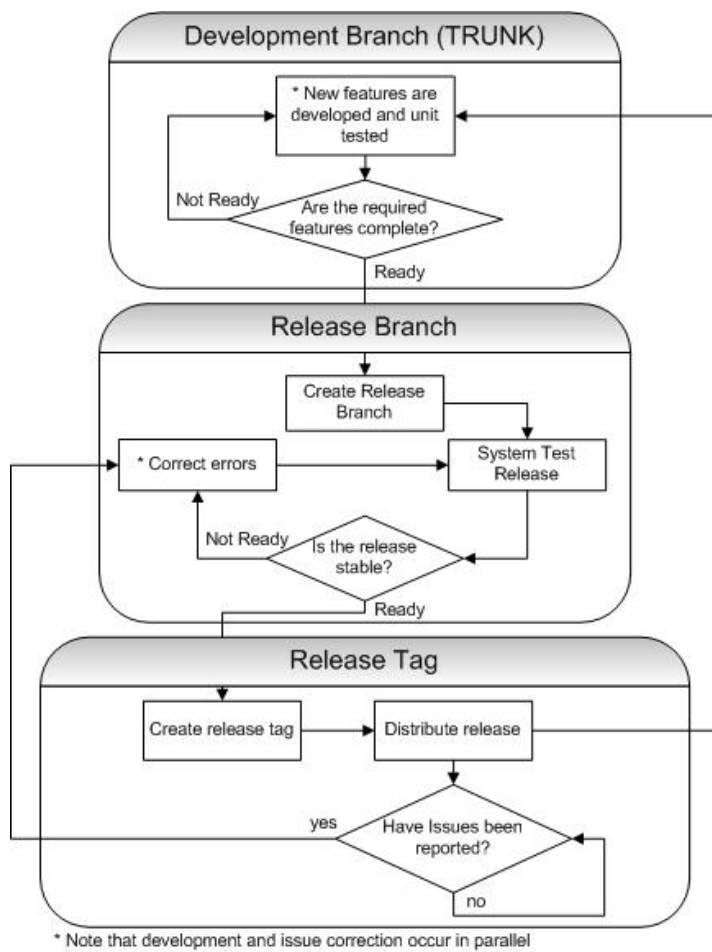 Development Branch (TRUNK)
* New features are
developed and unit
tested
Not Ready
Are the required
features complete?
Ready
Release Branch
Create Release
Branch
* Correct errors
System Test
Release
Not Ready
Is the release
stable?
Ready
Release Tag
Create release tag
Distribute release
yes
Have Issues been
reported?
no
* Note that development and issue correction occur in parallel